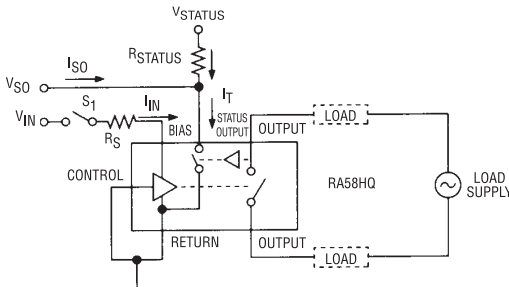 VSTATUS
RSTATUS
ISO
VSO
IT
S1
IIN
VIN
RS
BIAS
STATUS
OUTPUT
OUTPUT
LOAD
CONTROL
RA58HQ
LOAD
SUPPLY
RETURN
OUTPUT
LOAD